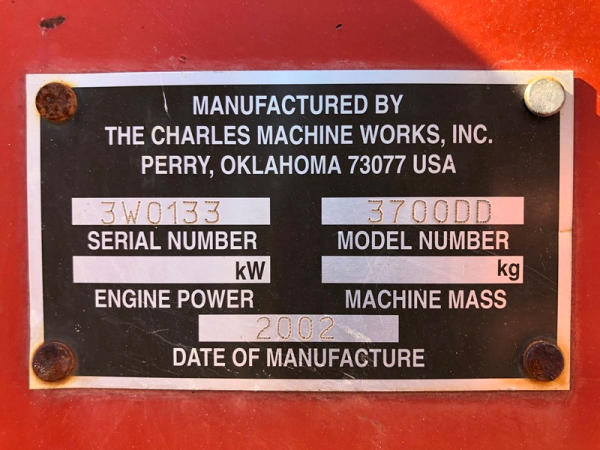 MANUFACTURED BY
THE CHARLES MACHINE WORKS, INC.
PERRY, OKLAHOMA 73077 USA
3W0133 3700DD
SERIAL NUMBER MODEL NUMBER
kW kg
ENGINE POWER MACHINE MASS
2002
DATE OF MANUFACTURE